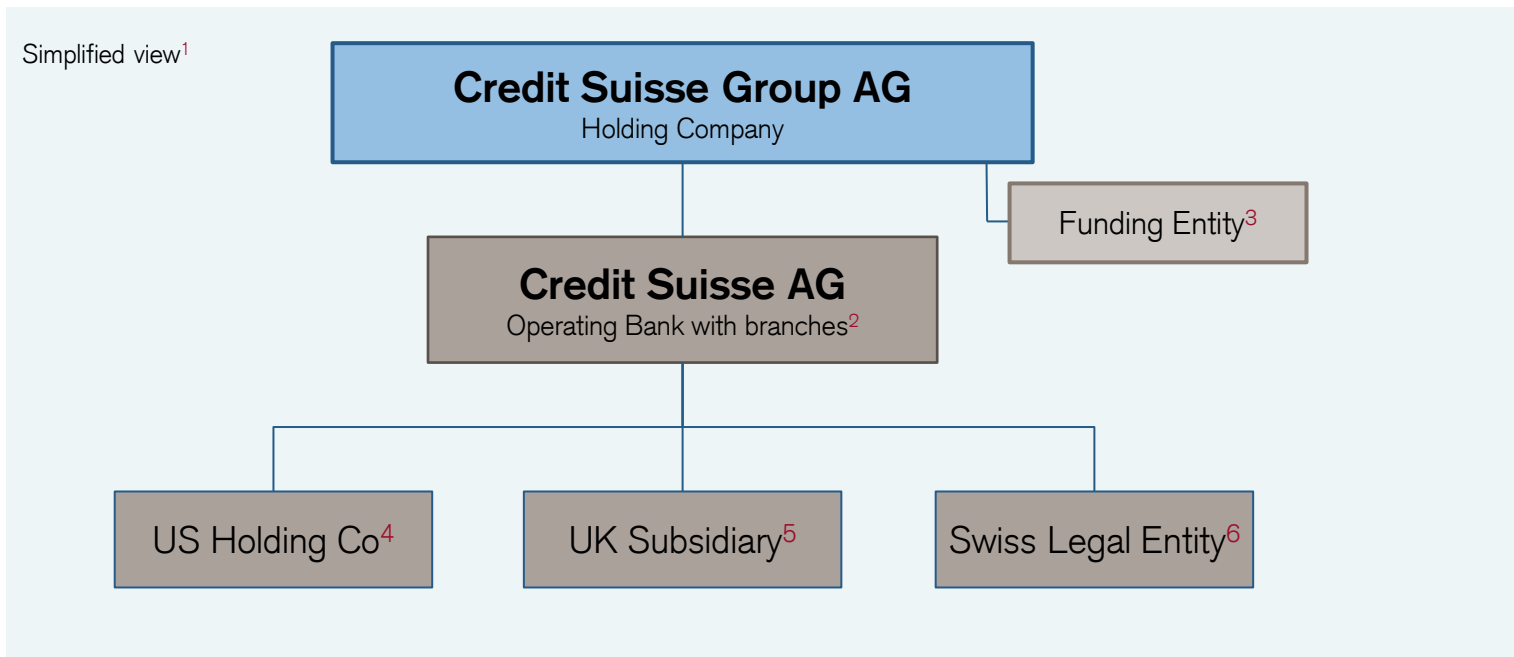 Simplified view¹
Credit Suisse Group AG
Holding Company
Funding Entity³
Credit Suisse AG
Operating Bank with branches²
US Holding Co⁴
UK Subsidiary⁵
Swiss Legal Entity⁶